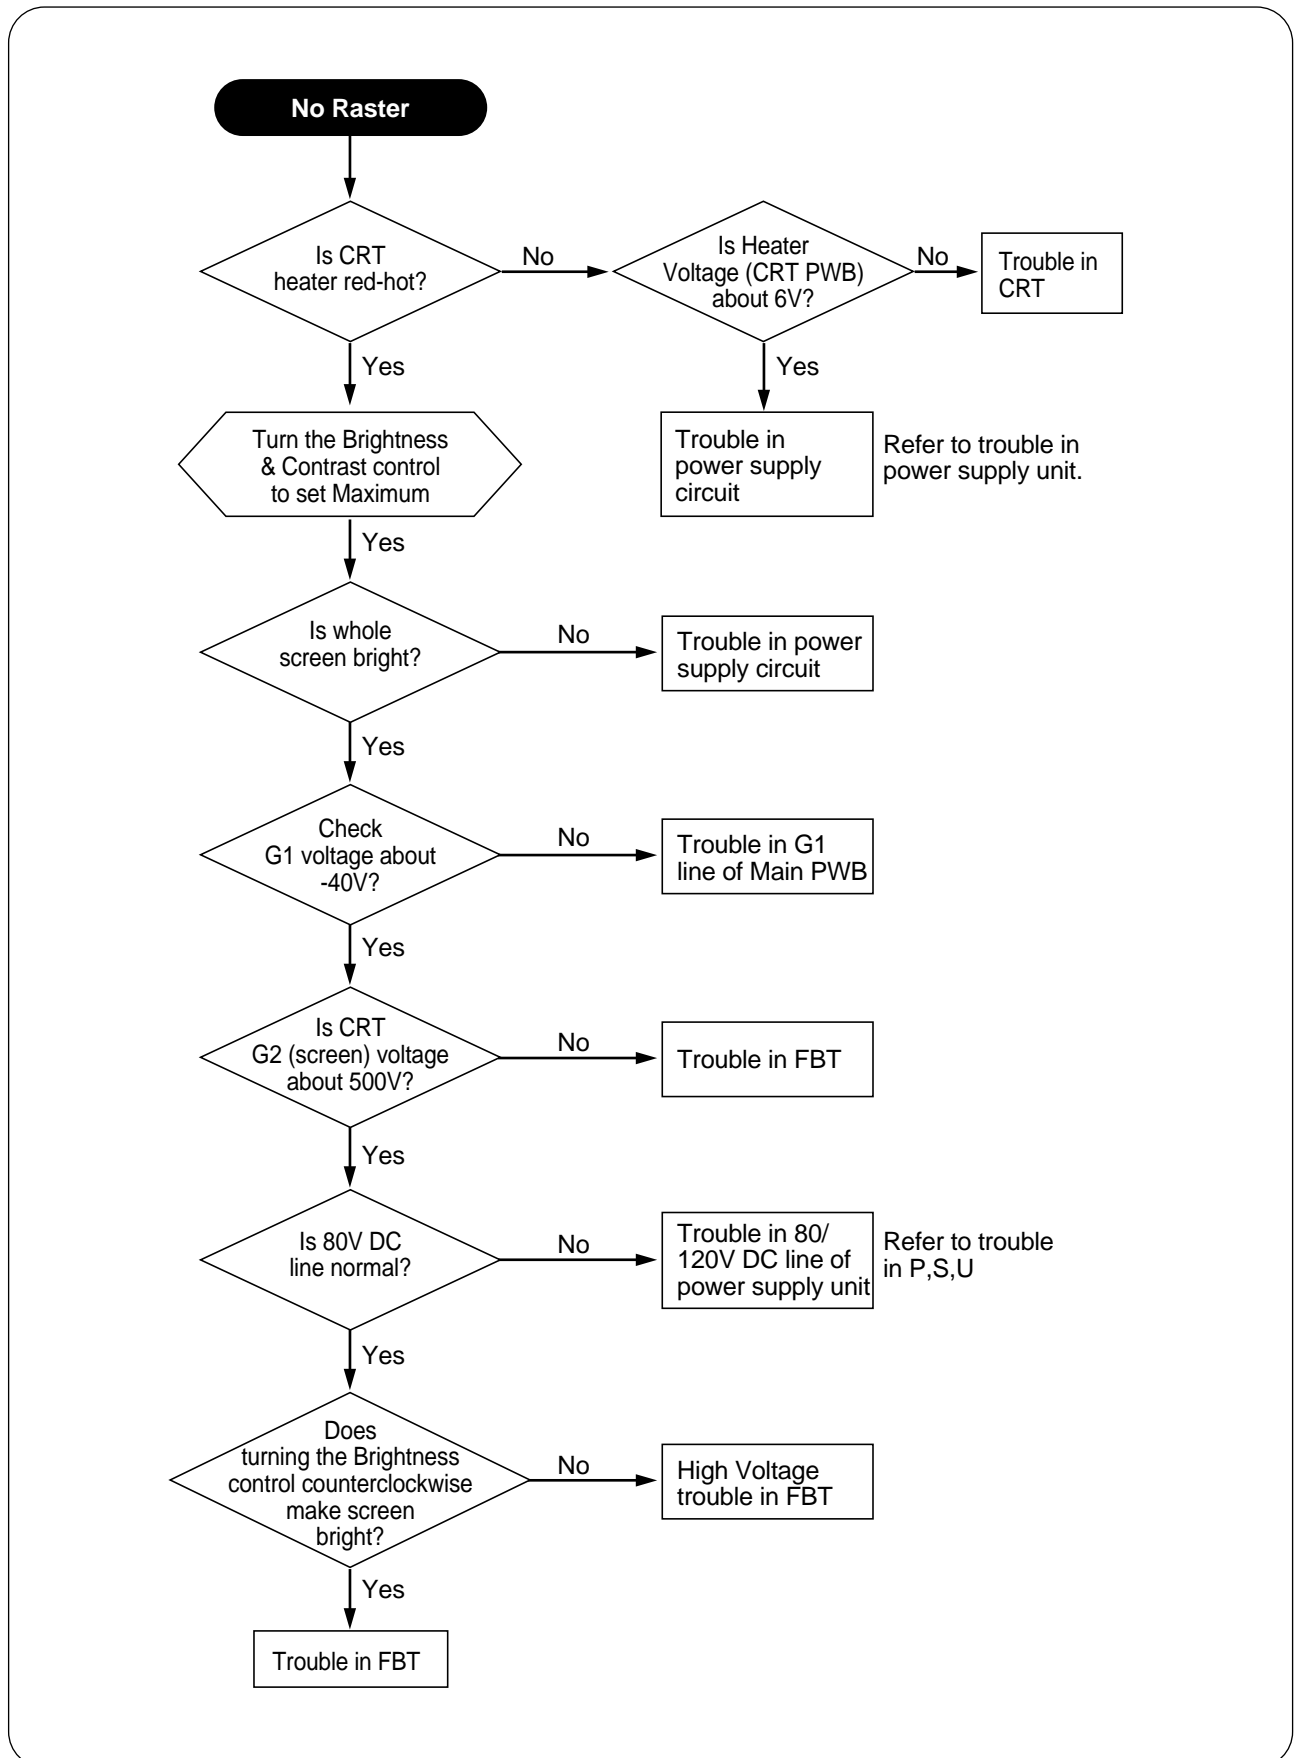 No Raster
Is CRT
heater red-hot?
No
Is Heater
Voltage (CRT PWB)
about 6V?
No
Trouble in
CRT
Yes
Yes
Turn the Brightness
& Contrast control
to set Maximum
Trouble in
power supply
circuit
Refer to trouble in
power supply unit.
Yes
Is whole
screen bright?
No
Trouble in power
supply circuit
Yes
Check
G1 voltage about
-40V?
No
Trouble in G1
line of Main PWB
Yes
Is CRT
G2 (screen) voltage
about 500V?
No
Trouble in FBT
Yes
Is 80V DC
line normal?
No
Trouble in 80/
120V DC line of
power supply unit
Refer to trouble
in P,S,U
Yes
Does
turning the Brightness
control counterclockwise
make screen
bright?
No
High Voltage
trouble in FBT
Yes
Trouble in FBT